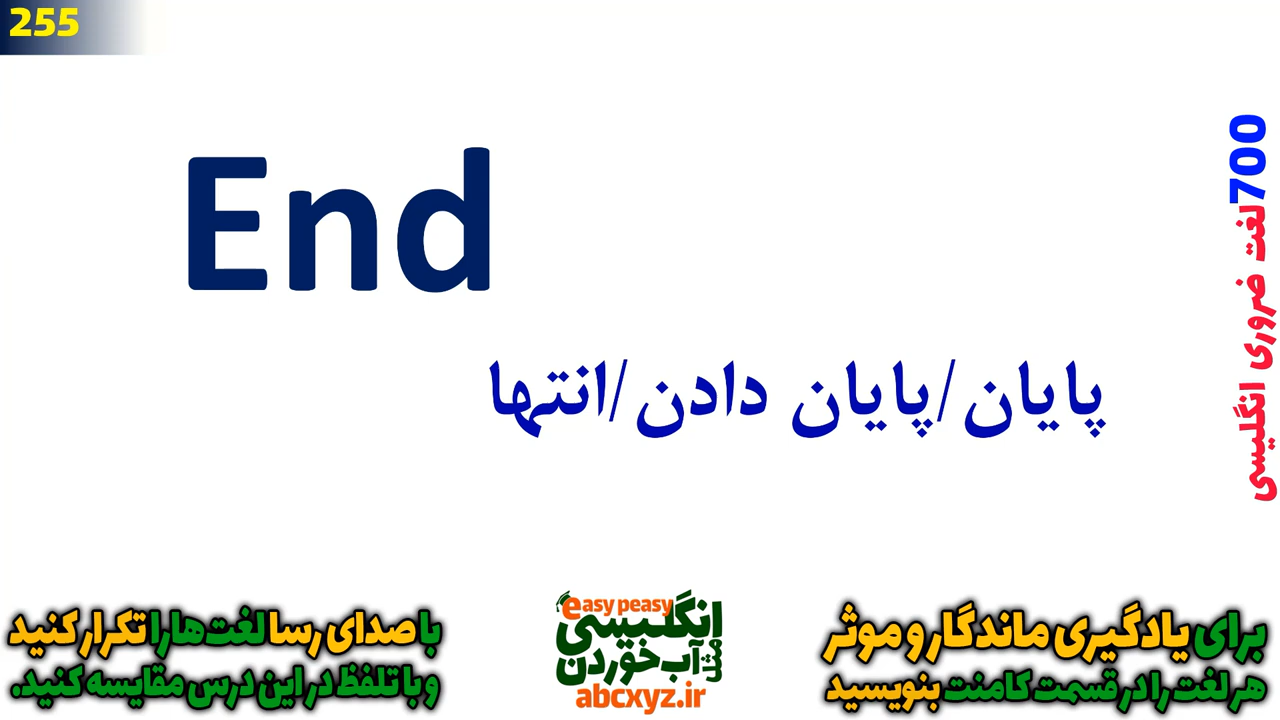 255
End
پایان/پایان دادن/انتها
700 لغت ضروری انگلیسی
برای یادگیری ماندگار و موثر
هر لغت را در قسمت کامنت بنویسید
easy peasy
انگلیسی
مثل آب خوردن
abcxyz.ir
با صدای رسا لغت‌ها را تکرار کنید
و با تلفظ در این درس مقایسه کنید.